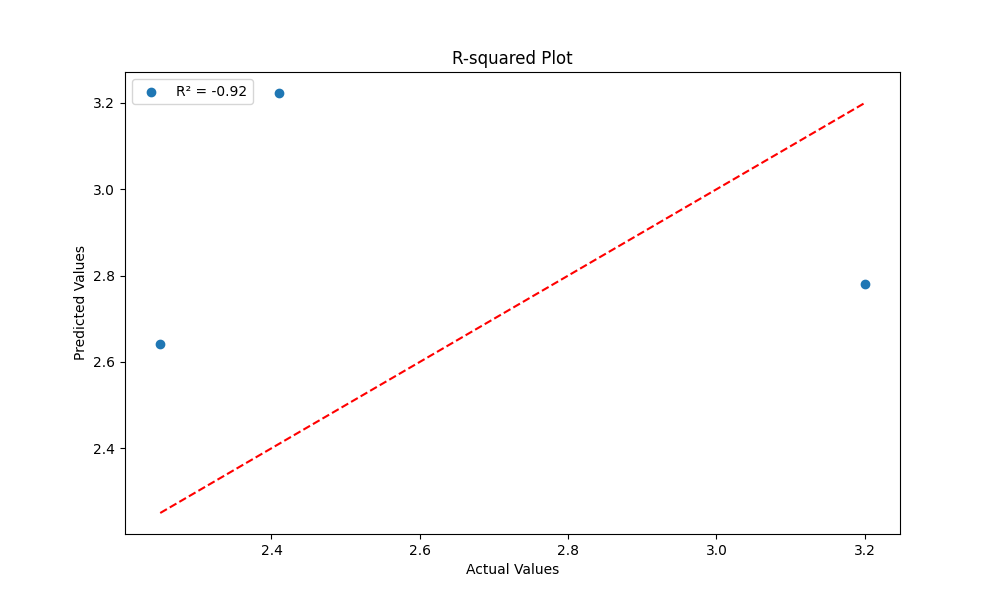 R-squared Plot
R² = -0.92
3.2
3.0
2.8
2.6
2.4
Predicted Values
2.4 2.6 2.8 3.0 3.2
Actual Values